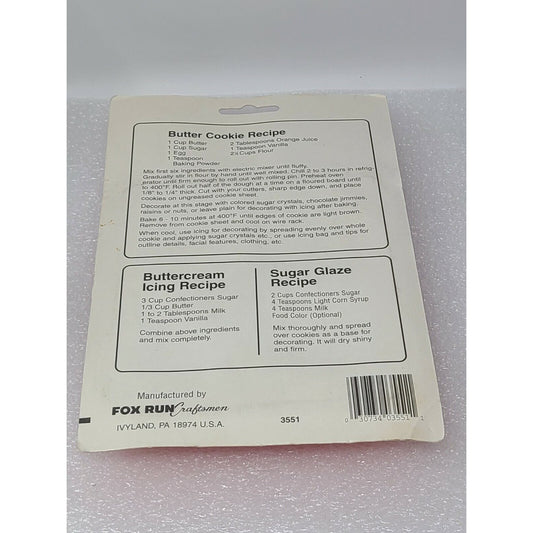 Butter Cookie Recipe
1 Cup Butter
1 Cup Sugar
1 Egg
1 Teaspoon
Baking Powder
2 Tablespoons Orange Juice
1 Teaspoon Vanilla
2½ Cups Flour
Mix first six ingredients with electric mixer until fluffy.
Gradually stir in flour by hand until well mixed. Chill 2 to 3 hours in refrig-
erator until firm enough to roll out with rolling pin. Preheat oven
to 400°F. Roll out half of the dough at a time on a floured board until
1/8" to 1/4" thick. Cut with your cutters, sharp edge down, and place
cookies on ungreased cookie sheet.
Decorate at this stage with colored sugar crystals, chocolate jimmies,
raisins or nuts, or leave plain for decorating with icing after baking.
Bake 6 - 10 minutes at 400°F until edges of cookie are light brown.
Remove from cookie sheet and cool on wire rack.
When cool, use icing for decorating by spreading evenly over whole
cookie and applying sugar crystals etc., or use icing bag and tips for
outline details, facial features, clothing, etc.
Buttercream
Icing Recipe
3 Cup Confectioners Sugar
1/3 Cup Butter
1 to 2 Tablespoons Milk
1 Teaspoon Vanilla
Combine above ingredients
and mix completely.
Sugar Glaze
Recipe
2 Cups Confectioners Sugar
4 Teaspoons Light Corn Syrup
4 Teaspoons Milk
Food Color (Optional)
Mix thoroughly and spread
over cookies as a base for
decorating. It will dry shiny
and firm.
Manufactured by
FOX RUN Craftsmen
IVYLAND, PA 18974 U.S.A.
3551
0 30734 03551 2